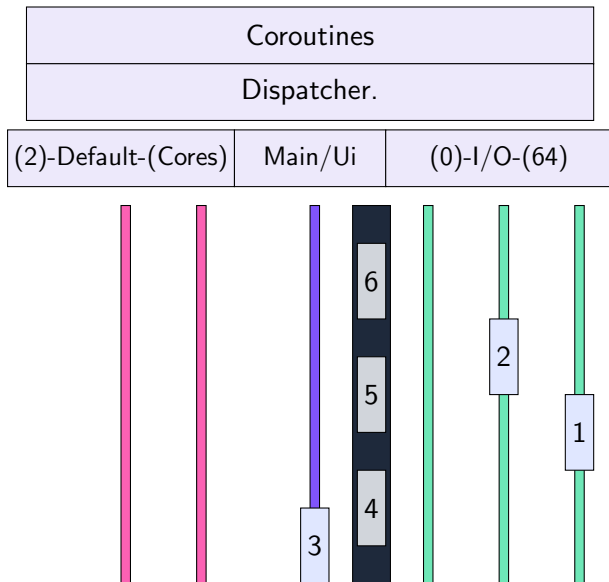 Coroutines
Dispatcher.
(2)-Default-(Cores) Main/Ui (0)-I/O-(64)
6
2
5
1
4
3